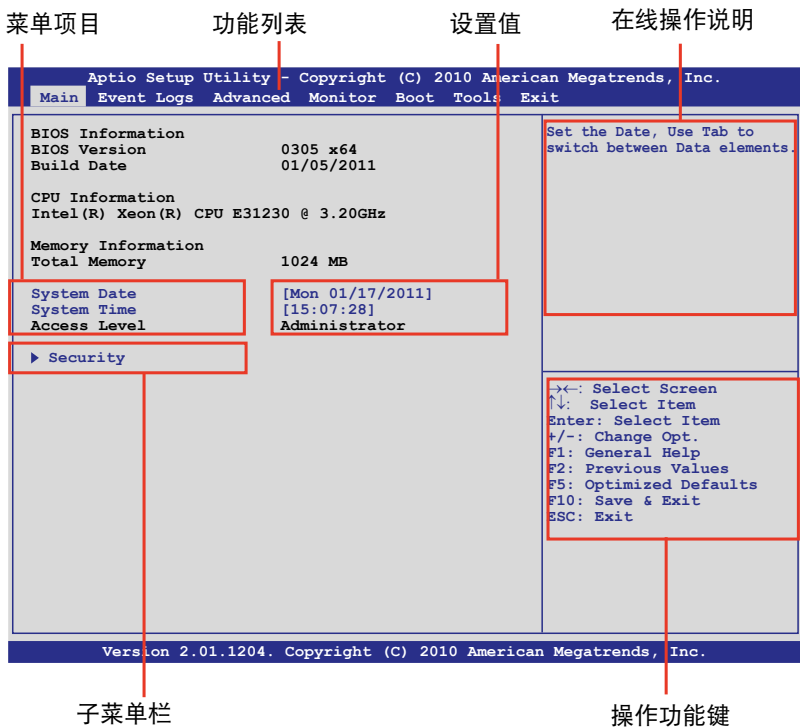 菜单项目 功能列表 设置值 在线操作说明
Aptio Setup Utility - Copyright (C) 2010 American Megatrends, Inc.
Main Event Logs Advanced Monitor Boot Tools Exit
BIOS Information
BIOS Version 0305 x64
Build Date 01/05/2011
CPU Information
Intel(R) Xeon(R) CPU E31230 @ 3.20GHz
Memory Information
Total Memory 1024 MB
System Date [Mon 01/17/2011]
System Time [15:07:28]
Access Level Administrator
▶ Security
Set the Date, Use Tab to
switch between Data elements.
→←: Select Screen
↑↓: Select Item
Enter: Select Item
+/-: Change Opt.
F1: General Help
F2: Previous Values
F5: Optimized Defaults
F10: Save & Exit
ESC: Exit
Version 2.01.1204. Copyright (C) 2010 American Megatrends, Inc.
子菜单栏 操作功能键